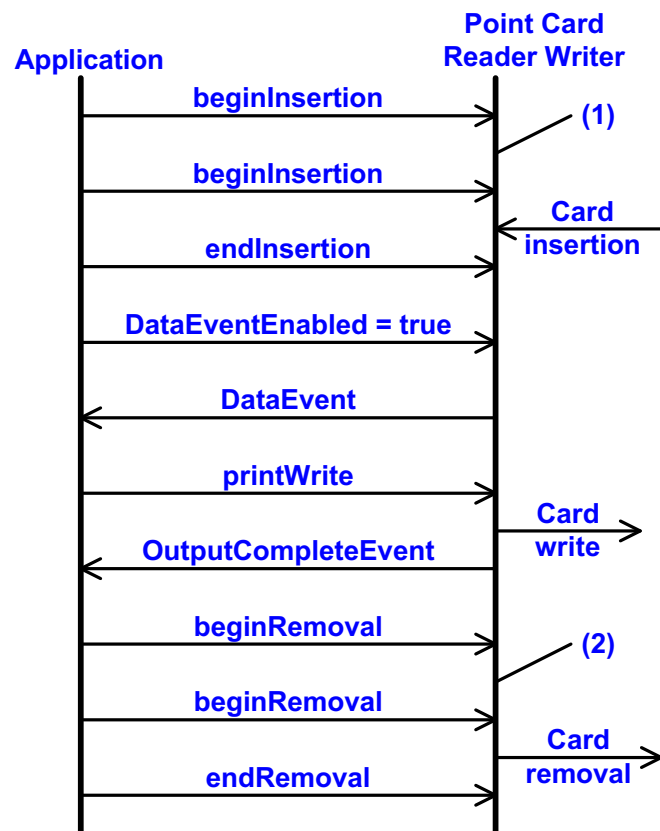 Point Card
Reader Writer
Application
beginInsertion
(1)
beginInsertion
Card
insertion
endInsertion
DataEventEnabled = true
DataEvent
printWrite
Card
write
OutputCompleteEvent
beginRemoval
(2)
beginRemoval
Card
removal
endRemoval